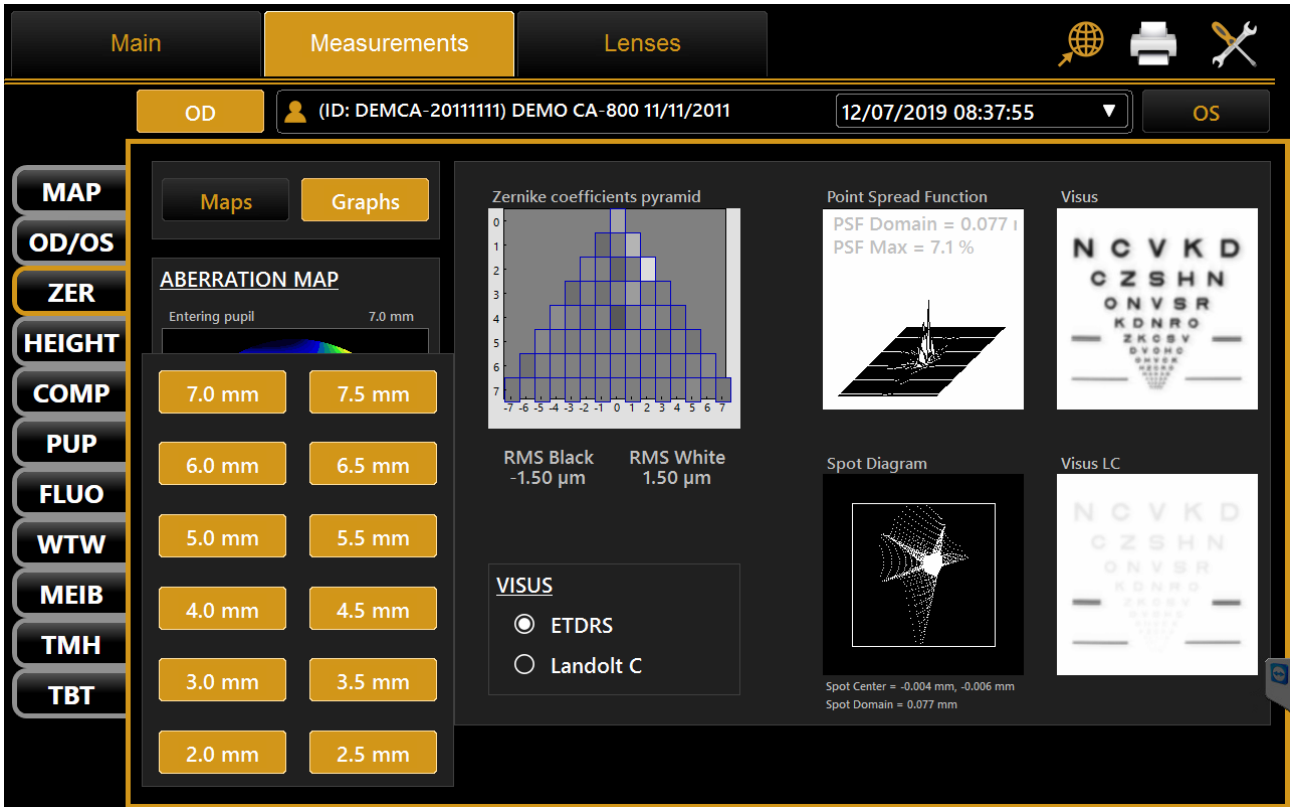 Main
Measurements
Lenses
OD
(ID: DEMCA-20111111) DEMO CA-800 11/11/2011
12/07/2019 08:37:55
OS
MAP
OD/OS
ZER
HEIGHT
COMP
PUP
FLUO
WTW
MEIB
TMH
TBT
Maps
Graphs
ABERRATION MAP
Entering pupil 7.0 mm
7.0 mm 7.5 mm
6.0 mm 6.5 mm
5.0 mm 5.5 mm
4.0 mm 4.5 mm
3.0 mm 3.5 mm
2.0 mm 2.5 mm
Zernike coefficients pyramid
0
1
2
3
4
5
6
7
-7 -6 -5 -4 -3 -2 -1 0 1 2 3 4 5 6 7
RMS Black RMS White
-1.50 µm 1.50 µm
VISUS
ETDRS
Landolt C
Point Spread Function
PSF Domain = 0.077
PSF Max = 7.1 %
Spot Diagram
Spot Center = -0.004 mm, -0.006 mm
Spot Domain = 0.077 mm
Visus
N C V K D
C Z S H N
O N V S R
K D N R O
Z K C S V
Visus LC
N C V K D
C Z S H N
O N V S R
K D N R O